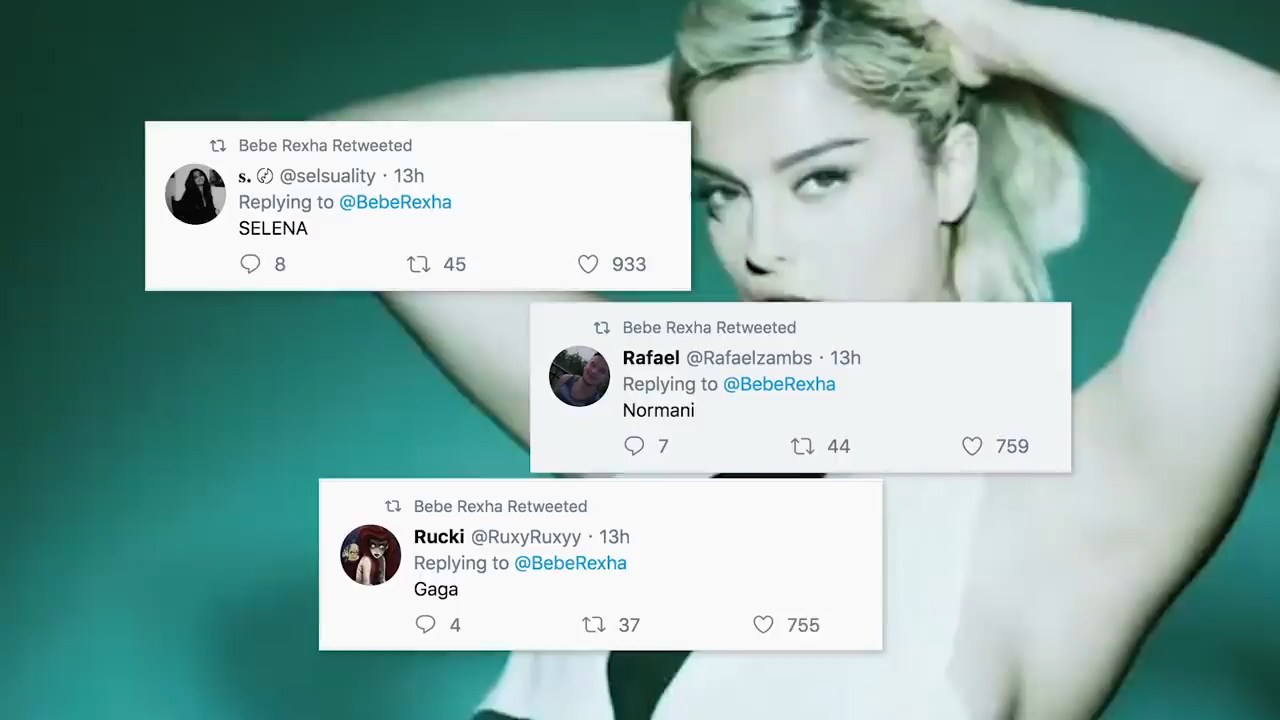 Bebe Rexha Retweeted
s. @selsuality · 13h
Replying to @BebeRexha
SELENA
8 45 933
Bebe Rexha Retweeted
Rafael @Rafaelzambs · 13h
Replying to @BebeRexha
Normani
7 44 759
Bebe Rexha Retweeted
Rucki @RuxyRuxyy · 13h
Replying to @BebeRexha
Gaga
4 37 755